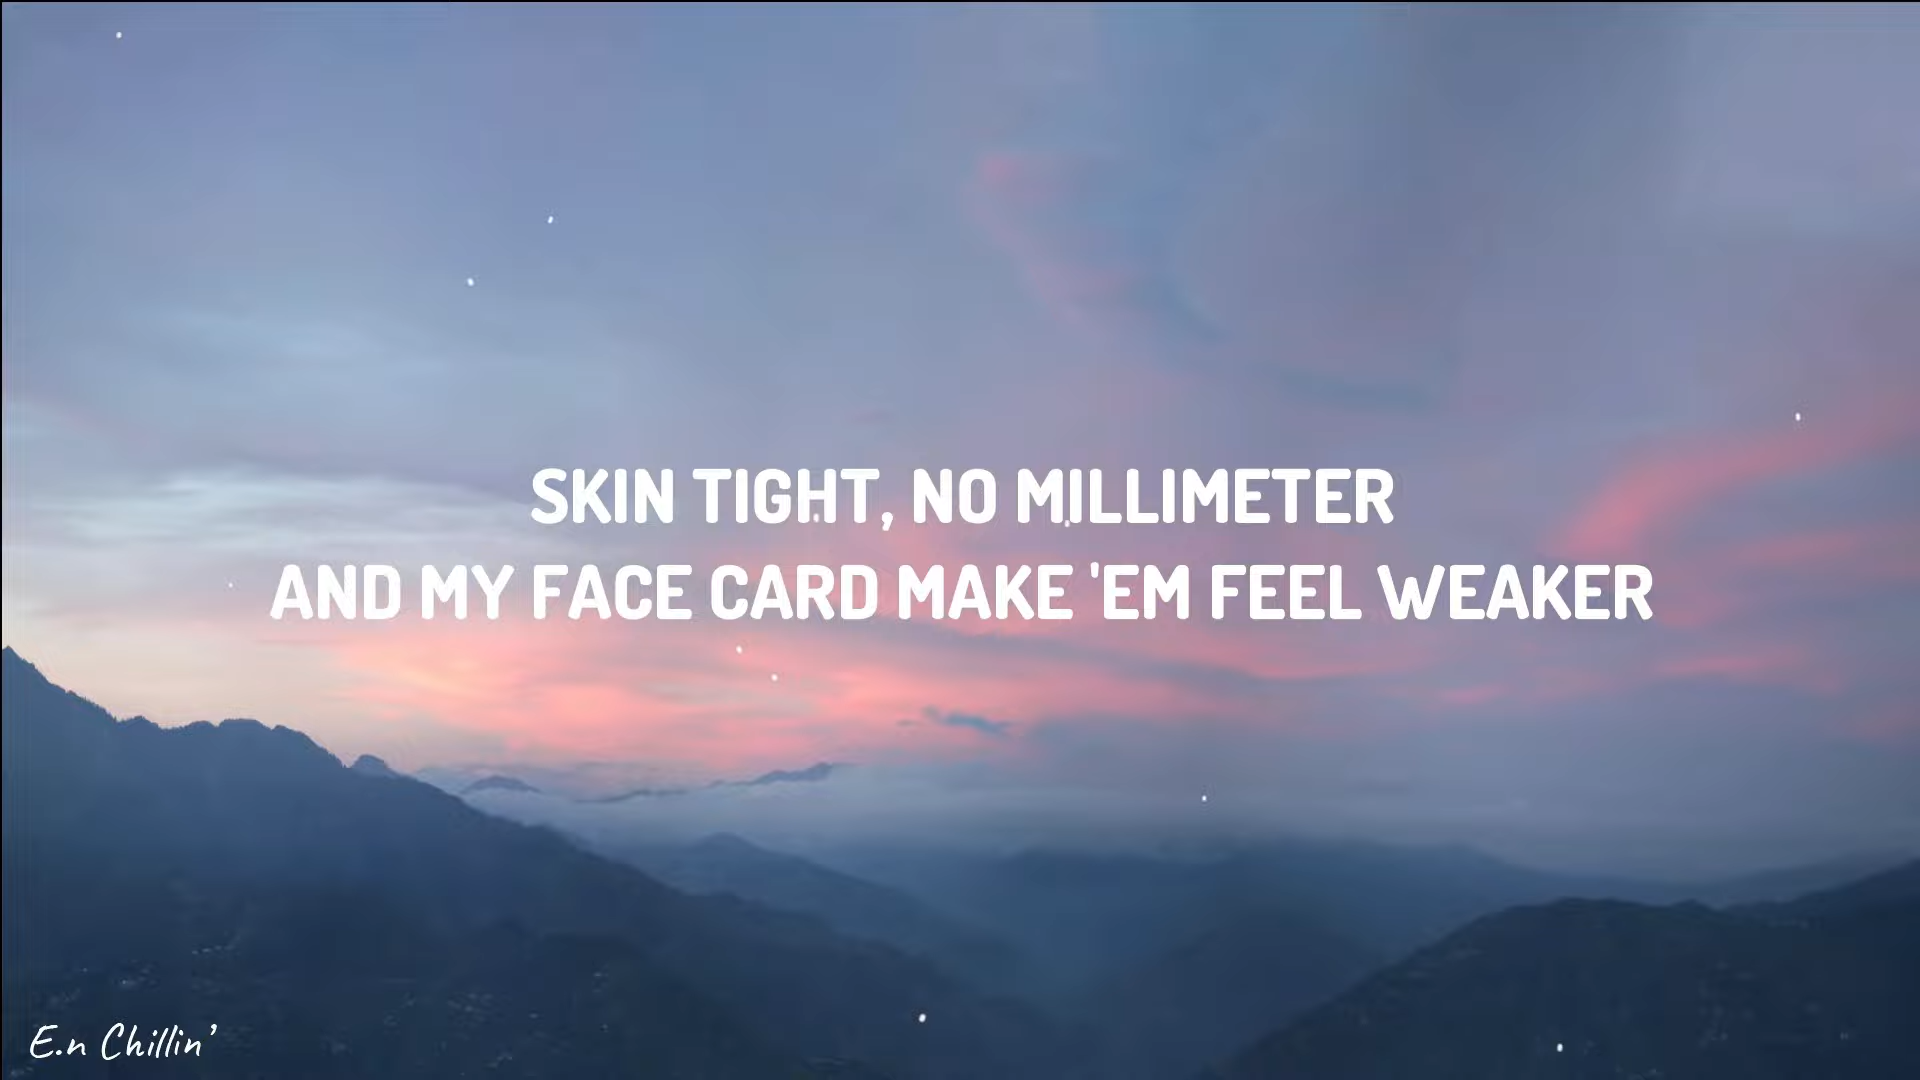 SKIN TIGHT, NO MILLIMETER
AND MY FACE CARD MAKE 'EM FEEL WEAKER
E.n Chillin'